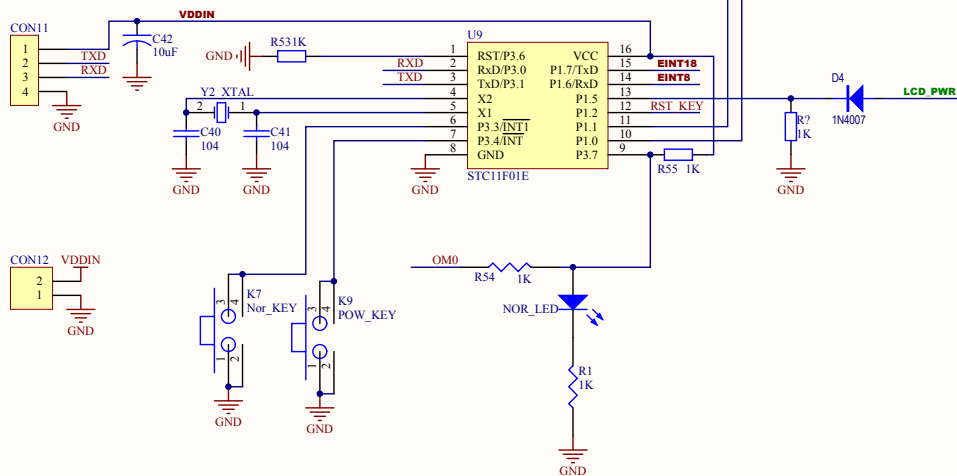 CON11
1
2
3
4
TXD
RXD
GND
VDDIN
C42
10uF
GND
R531K
RXD
TXD
Y2 XTAL
2
1
C40
104
C41
104
GND
GND
GND
U9
1
2
3
4
5
6
7
8
RST/P3.6
RxD/P3.0
TxD/P3.1
X2
X1
P3.3/INT1
P3.4/INT
GND
VCC
P1.7/TxD
P1.6/RxD
P1.5
P1.2
P1.1
P1.0
P3.7
16
15
14
13
12
11
10
9
STC11F01E
EINT18
EINT8
RST_KEY
R55 1K
D4
1N4007
LCD_PWR
R?
1K
GND
CON12
2
1
VDDIN
GND
K7
Nor_KEY
3
4
1
2
GND
K9
POW_KEY
3
4
1
2
GND
OM0
R54
1K
NOR_LED
R1
1K
GND